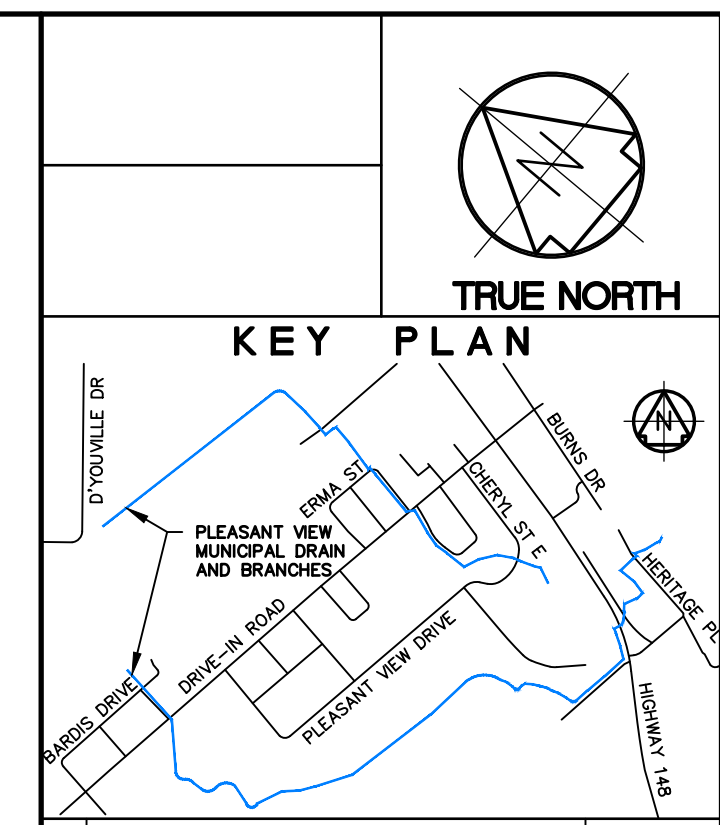 N
TRUE NORTH
KEY PLAN
D'YOUVILLE DR
N
BURNS DR
ERMA ST
CHERYL ST E
PLEASANT VIEW
MUNICIPAL DRAIN
AND BRANCHES
HERITAGE PL
DRIVE-IN ROAD
PLEASANT VIEW DRIVE
BARDIS DRIVE
HIGHWAY 148